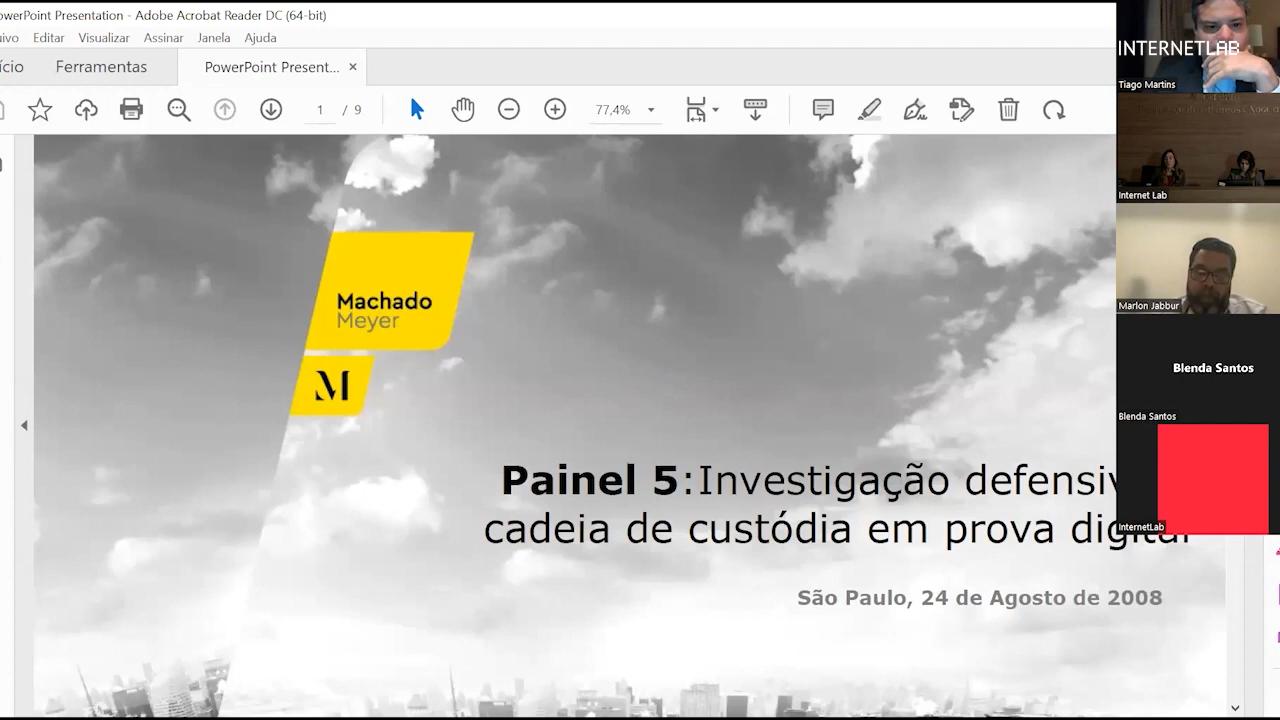 owerPoint Presentation - Adobe Acrobat Reader DC (64-bit)
Editar Visualizar Assinar Janela Ajuda
Ferramentas PowerPoint Present... ×
1 / 9 77,4%
Machado
Meyer
M
Painel 5:Investigação defensiv
cadeia de custódia em prova digital
São Paulo, 24 de Agosto de 2008
INTERNETLAB
Tiago Martins
Internet Lab
Marlon Jabbur
Blenda Santos
Blenda Santos
InternetLab